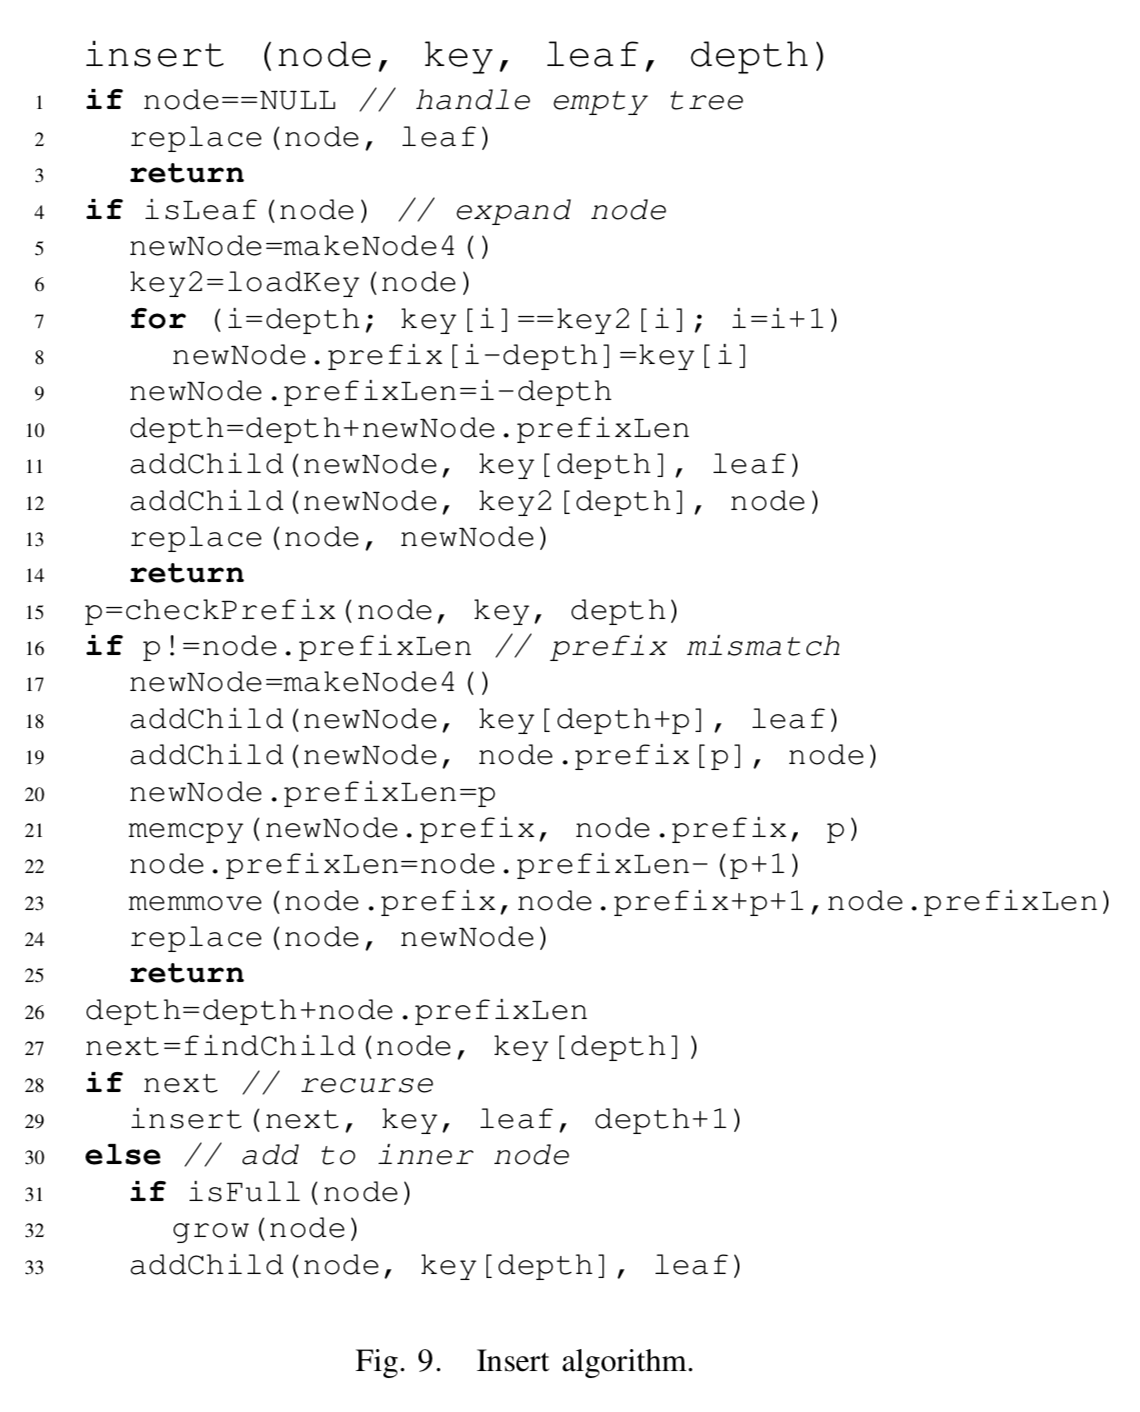 insert (node, key, leaf, depth)
1 if node==NULL // handle empty tree
2 replace(node, leaf)
3 return
4 if isLeaf(node) // expand node
5 newNode=makeNode4()
6 key2=loadKey(node)
7 for (i=depth; key[i]==key2[i]; i=i+1)
8 newNode.prefix[i-depth]=key[i]
9 newNode.prefixLen=i-depth
10 depth=depth+newNode.prefixLen
11 addChild(newNode, key[depth], leaf)
12 addChild(newNode, key2[depth], node)
13 replace(node, newNode)
14 return
15 p=checkPrefix(node, key, depth)
16 if p!=node.prefixLen // prefix mismatch
17 newNode=makeNode4()
18 addChild(newNode, key[depth+p], leaf)
19 addChild(newNode, node.prefix[p], node)
20 newNode.prefixLen=p
21 memcpy(newNode.prefix, node.prefix, p)
22 node.prefixLen=node.prefixLen-(p+1)
23 memmove(node.prefix,node.prefix+p+1,node.prefixLen)
24 replace(node, newNode)
25 return
26 depth=depth+node.prefixLen
27 next=findChild(node, key[depth])
28 if next // recurse
29 insert(next, key, leaf, depth+1)
30 else // add to inner node
31 if isFull(node)
32 grow(node)
33 addChild(node, key[depth], leaf)
Fig. 9. Insert algorithm.